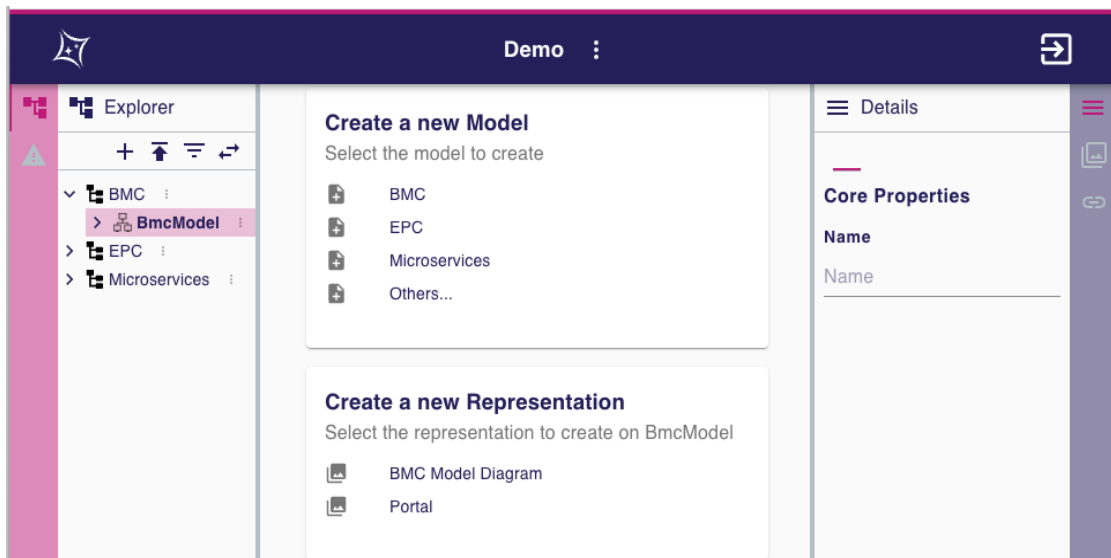 Demo
Explorer
BMC
BmcModel
EPC
Microservices
Create a new Model
Select the model to create
BMC
EPC
Microservices
Others...
Create a new Representation
Select the representation to create on BmcModel
BMC Model Diagram
Portal
Details
Core Properties
Name
Name